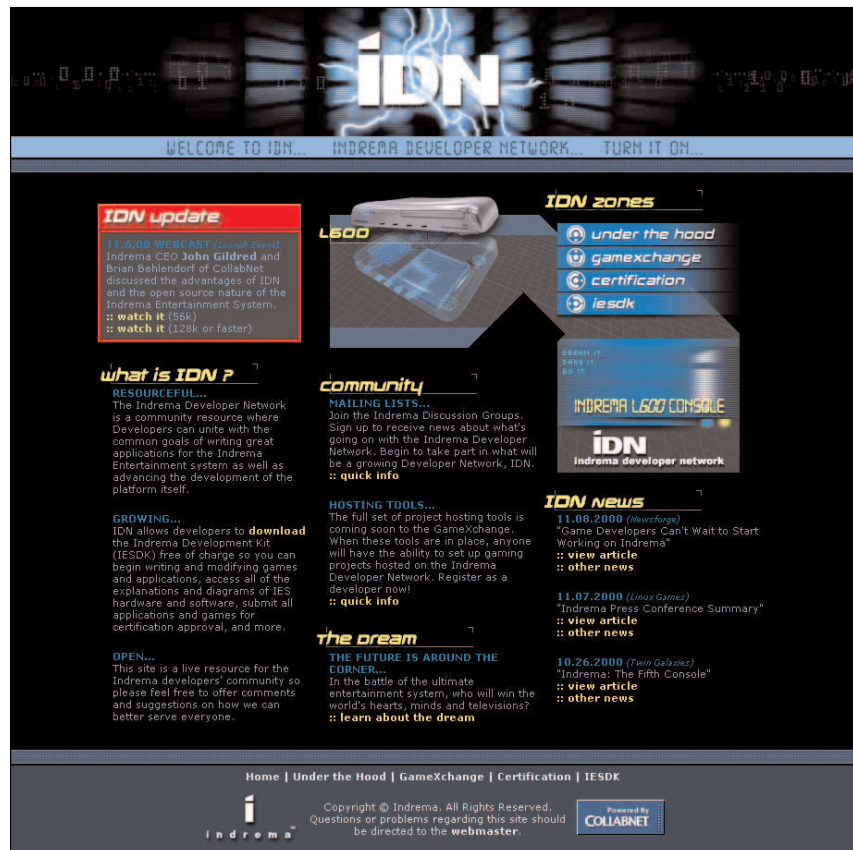 iDN
WELCOME TO IDN... INDREMA DEVELOPER NETWORK... TURN IT ON...
IDN update
11.6.00 WEBCAST (Launch Event)
Indrema CEO John Gildred and
Brian Behlendorf of CollabNet
discussed the advantages of IDN
and the open source nature of the
Indrema Entertainment System.
:: watch it (56k)
:: watch it (128k or faster)
what is IDN ?
RESOURCEFUL...
The Indrema Developer Network
is a community resource where
Developers can unite with the
common goals of writing great
applications for the Indrema
Entertainment system as well as
advancing the development of the
platform itself.
GROWING...
IDN allows developers to download
the Indrema Development Kit
(IESDK) free of charge so you can
begin writing and modifying games
and applications, access all of the
explanations and diagrams of IES
hardware and software, submit all
applications and games for
certification approval, and more.
OPEN...
This site is a live resource for the
Indrema developers' community so
please feel free to offer comments
and suggestions on how we can
better serve everyone.
L600
community
MAILING LISTS...
Join the Indrema Discussion Groups.
Sign up to receive news about what's
going on with the Indrema Developer
Network. Begin to take part in what will
be a growing Developer Network, IDN.
:: quick info
HOSTING TOOLS...
The full set of project hosting tools is
coming soon to the GameXchange.
When these tools are in place, anyone
will have the ability to set up gaming
projects hosted on the Indrema
Developer Network. Register as a
developer now!
:: quick info
The Dream
THE FUTURE IS AROUND THE
CORNER...
In the battle of the ultimate
entertainment system, who will win the
world's hearts, minds and televisions?
:: learn about the dream
IDN zones
under the hood
gamexchange
certification
iesdk
DREAM IT.
DARE IT.
DO IT.
INDREMA L600 CONSOLE
iDN
indrema developer network
IDN News
11.08.2000 (Newsforge)
"Game Developers Can't Wait to Start
Working on Indrema"
:: view article
:: other news
11.07.2000 (Linux Games)
"Indrema Press Conference Summary"
:: view article
:: other news
10.26.2000 (Twin Galaxies)
"Indrema: The Fifth Console"
:: view article
:: other news
Home | Under the Hood | GameXchange | Certification | IESDK
indrema™
Copyright © Indrema. All Rights Reserved.
Questions or problems regarding this site should
be directed to the webmaster.
Powered By
COLLABNET